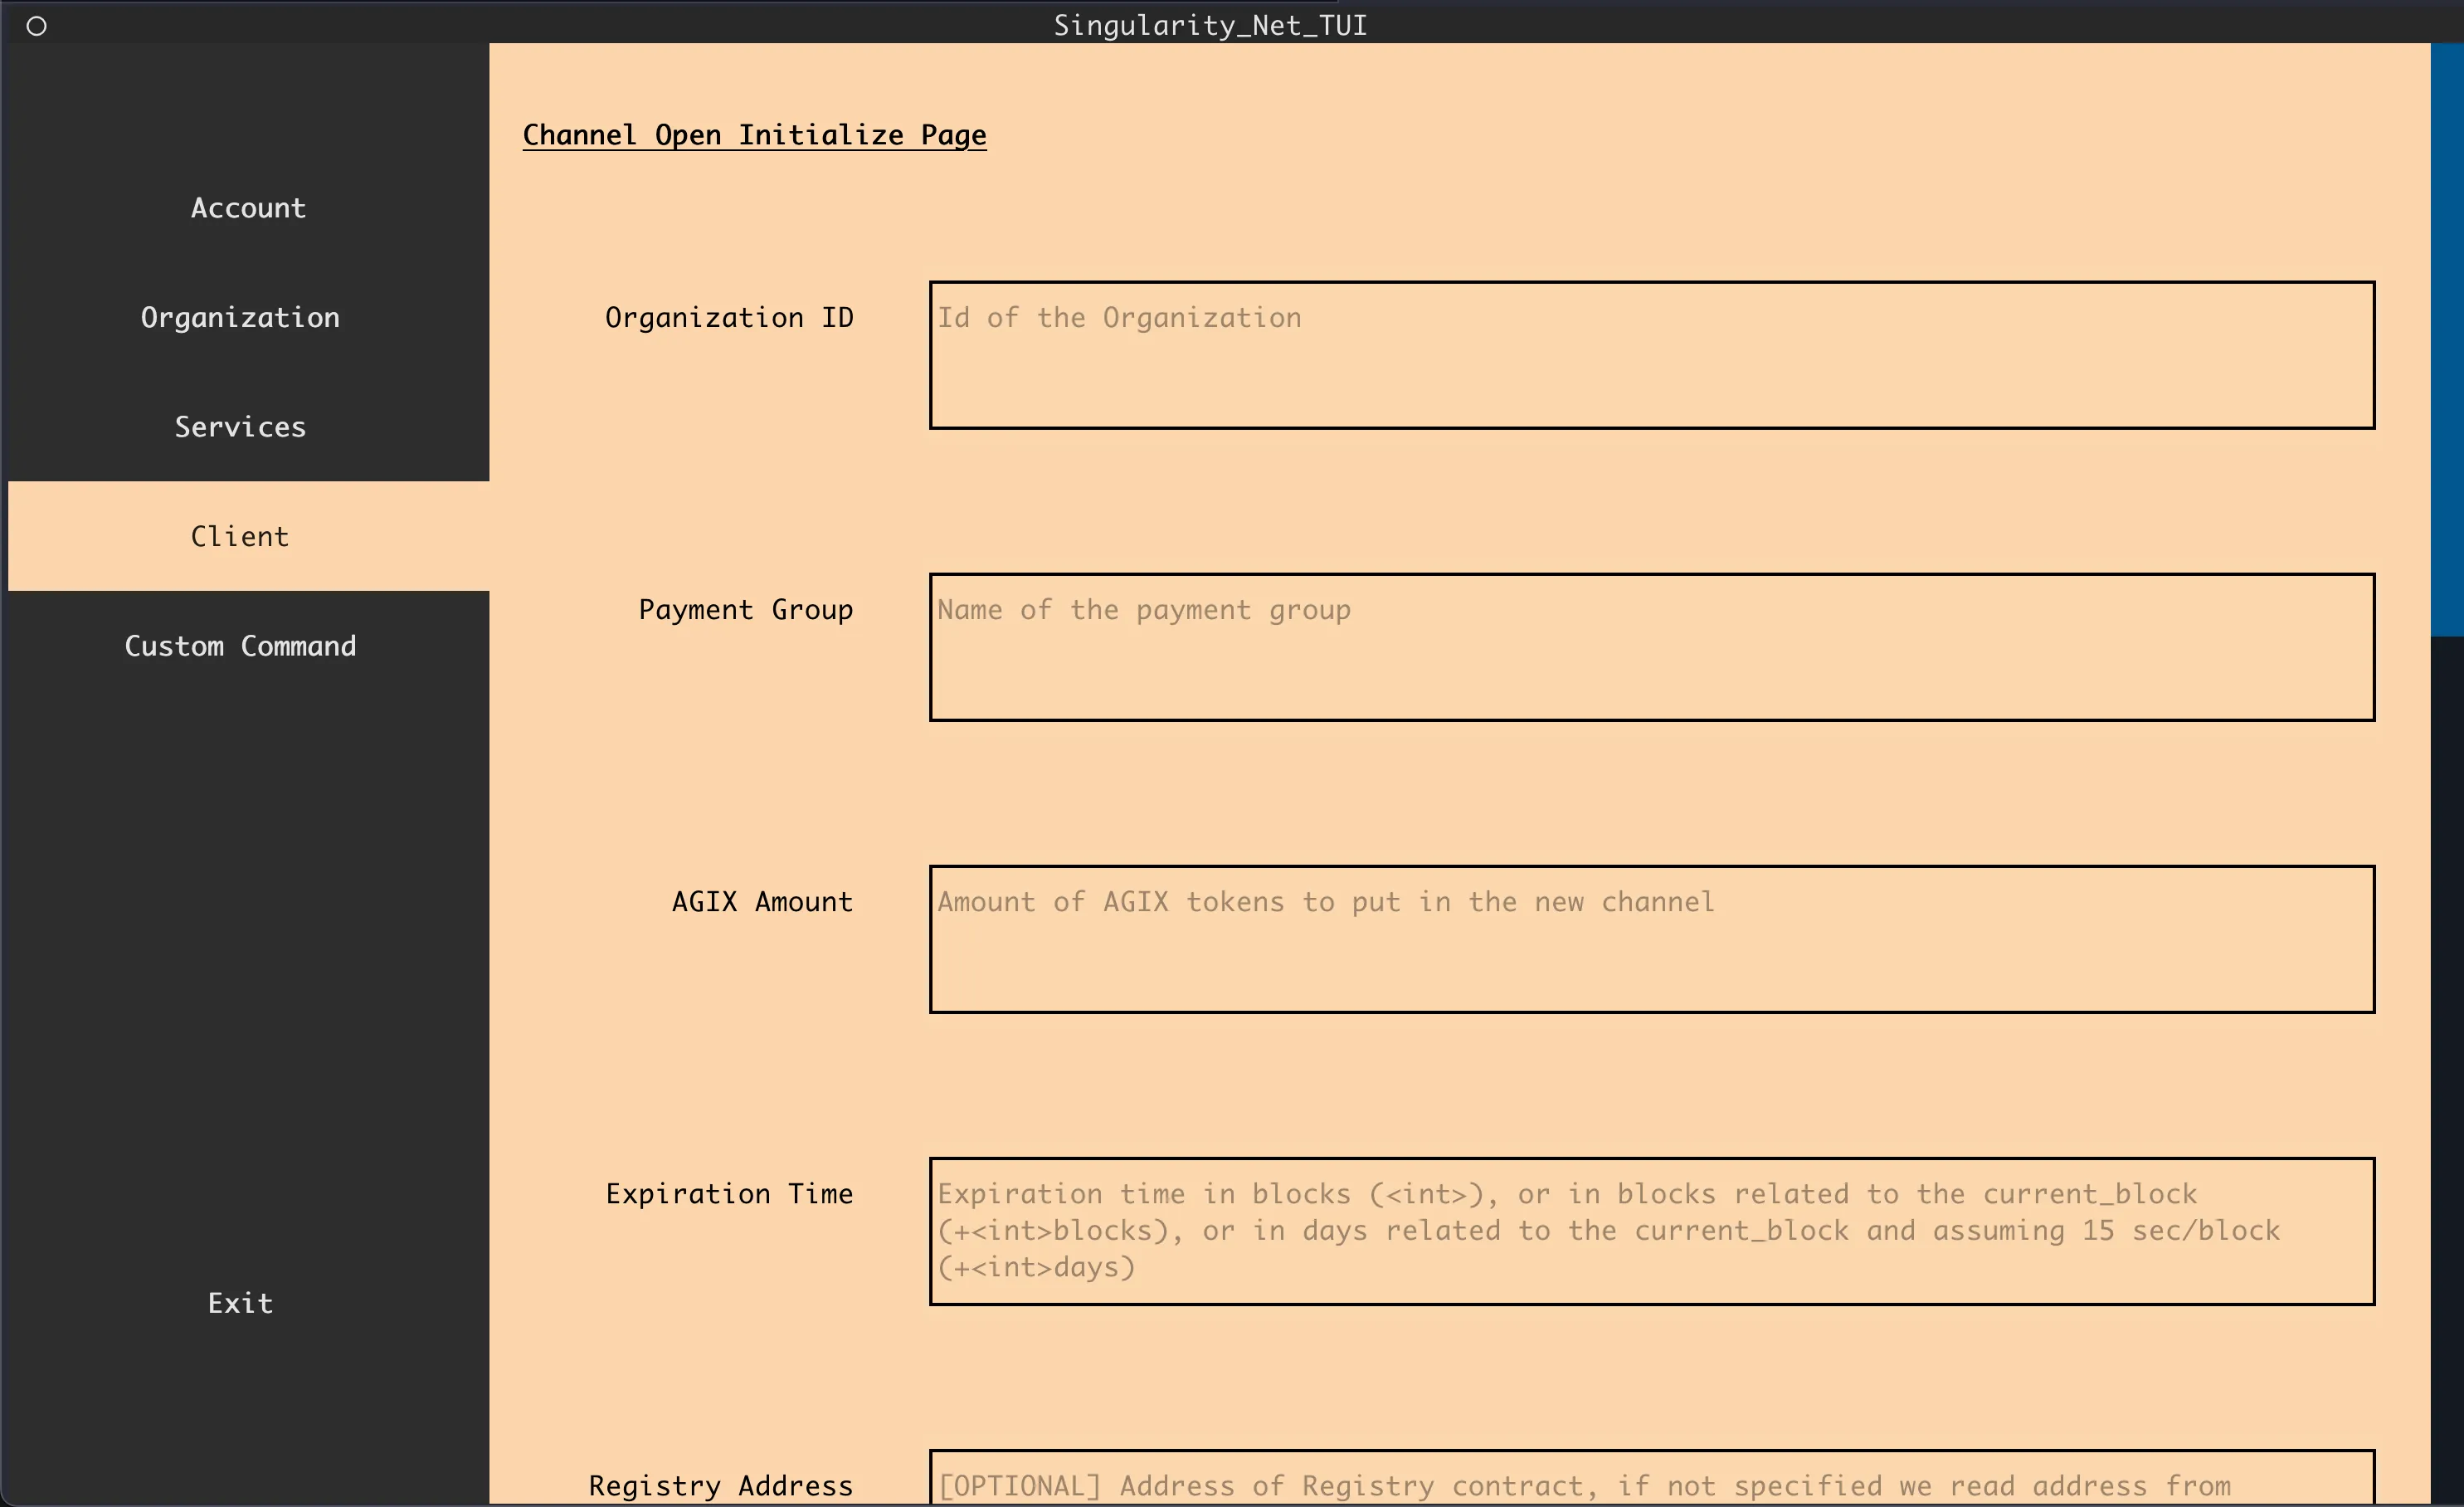 Singularity_Net_TUI
Account
Organization
Services
Client
Custom Command
Exit
Channel Open Initialize Page
Organization ID
Id of the Organization
Payment Group
Name of the payment group
AGIX Amount
Amount of AGIX tokens to put in the new channel
Expiration Time
Expiration time in blocks (<int>), or in blocks related to the current_block
(+<int>blocks), or in days related to the current_block and assuming 15 sec/block
(+<int>days)
Registry Address
[OPTIONAL] Address of Registry contract, if not specified we read address from